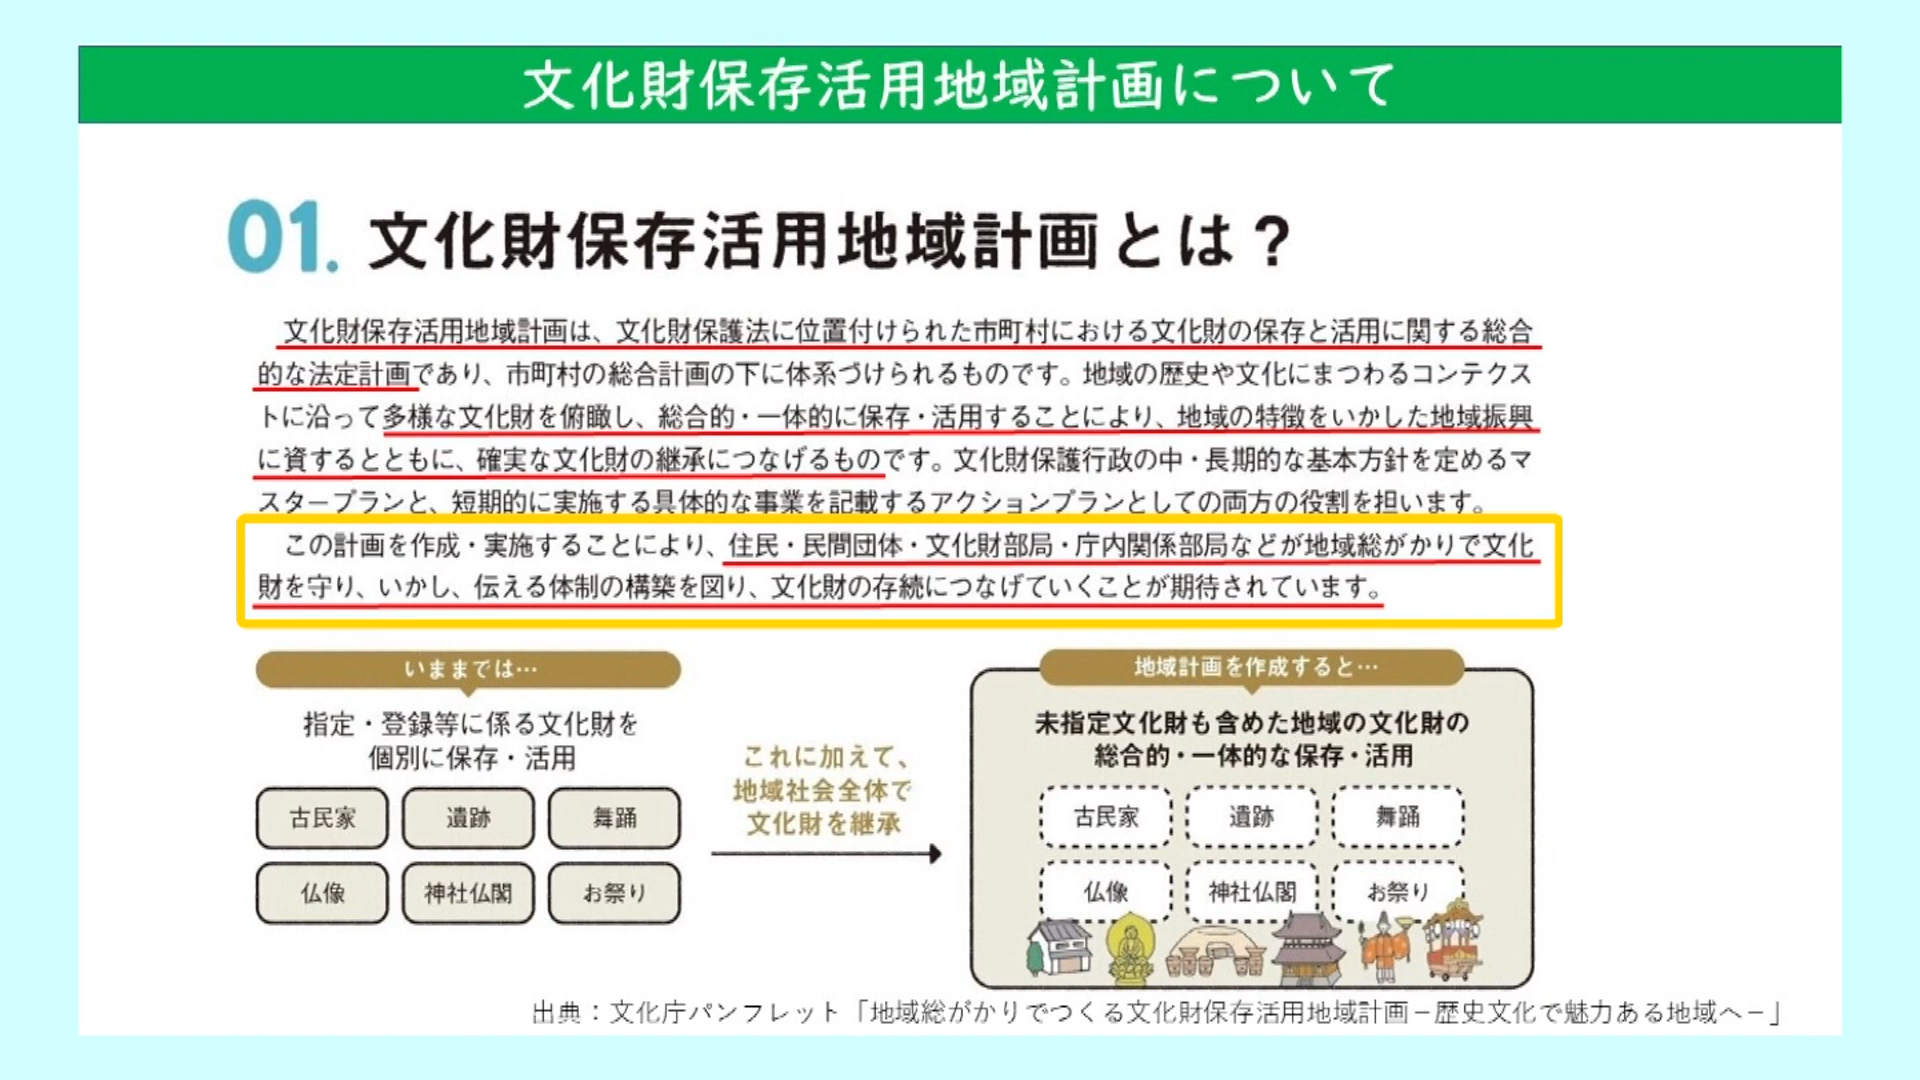 文化財保存活用地域計画について
01. 文化財保存活用地域計画とは？
文化財保存活用地域計画は、文化財保護法に位置付けられた市町村における文化財の保存と活用に関する総合
的な法定計画であり、市町村の総合計画の下に体系づけられるものです。地域の歴史や文化にまつわるコンテクス
トに沿って多様な文化財を俯瞰し、総合的・一体的に保存・活用することにより、地域の特徴をいかした地域振興
に資するとともに、確実な文化財の継承につなげるものです。文化財保護行政の中・長期的な基本方針を定めるマ
スタープランと、短期的に実施する具体的な事業を記載するアクションプランとしての両方の役割を担います。
この計画を作成・実施することにより、住民・民間団体・文化財部局・庁内関係部局などが地域総がかりで文化
財を守り、いかし、伝える体制の構築を図り、文化財の存続につなげていくことが期待されています。
いままでは…
指定・登録等に係る文化財を
個別に保存・活用
古民家
遺跡
舞踊
仏像
神社仏閣
お祭り
これに加えて、
地域社会全体で
文化財を継承
地域計画を作成すると…
未指定文化財も含めた地域の文化財の
総合的・一体的な保存・活用
古民家
遺跡
舞踊
仏像
神社仏閣
お祭り
出典：文化庁パンフレット「地域総がかりでつくる文化財保存活用地域計画－歴史文化で魅力ある地域へ－」